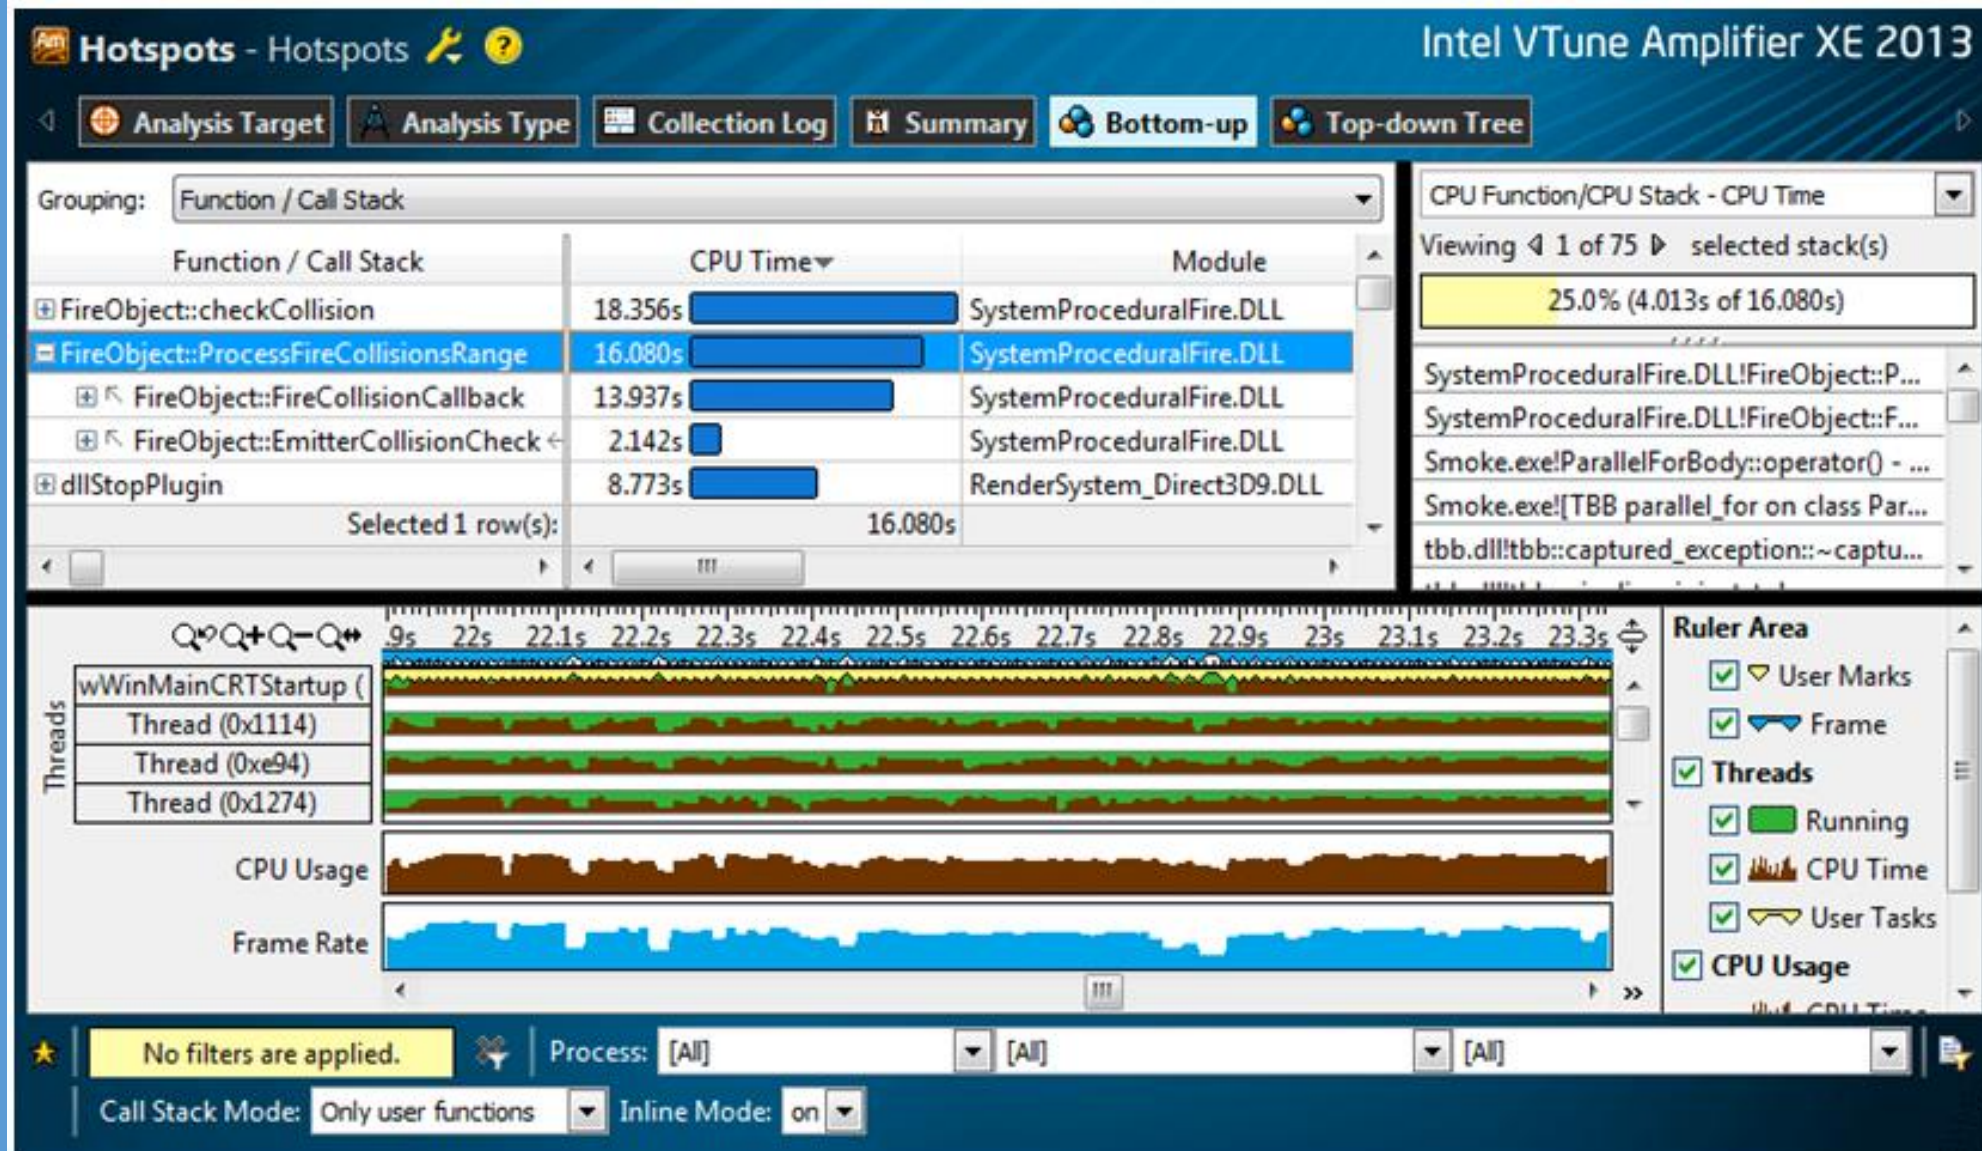 Hotspots - Hotspots
Intel VTune Amplifier XE 2013
Analysis Target
Analysis Type
Collection Log
Summary
Bottom-up
Top-down Tree
Grouping: Function / Call Stack
Function / Call Stack CPU Time Module
FireObject::checkCollision 18.356s SystemProceduralFire.DLL
FireObject::ProcessFireCollisionsRange 16.080s SystemProceduralFire.DLL
FireObject::FireCollisionCallback 13.937s SystemProceduralFire.DLL
FireObject::EmitterCollisionCheck 2.142s SystemProceduralFire.DLL
dllStopPlugin 8.773s RenderSystem_Direct3D9.DLL
Selected 1 row(s): 16.080s
CPU Function/CPU Stack - CPU Time
Viewing 1 of 75 selected stack(s)
25.0% (4.013s of 16.080s)
SystemProceduralFire.DLL!FireObject::P...
SystemProceduralFire.DLL!FireObject::F...
Smoke.exe!ParallelForBody::operator() - ...
Smoke.exe![TBB parallel_for on class Par...
tbb.dll!tbb::captured_exception::~captu...
.9s 22s 22.1s 22.2s 22.3s 22.4s 22.5s 22.6s 22.7s 22.8s 22.9s 23s 23.1s 23.2s 23.3s
Threads
wWinMainCRTStartup (
Thread (0x1114)
Thread (0xe94)
Thread (0x1274)
CPU Usage
Frame Rate
Ruler Area
User Marks
Frame
Threads
Running
CPU Time
User Tasks
CPU Usage
CPU Time
No filters are applied. Process: [All] [All] [All]
Call Stack Mode: Only user functions Inline Mode: on